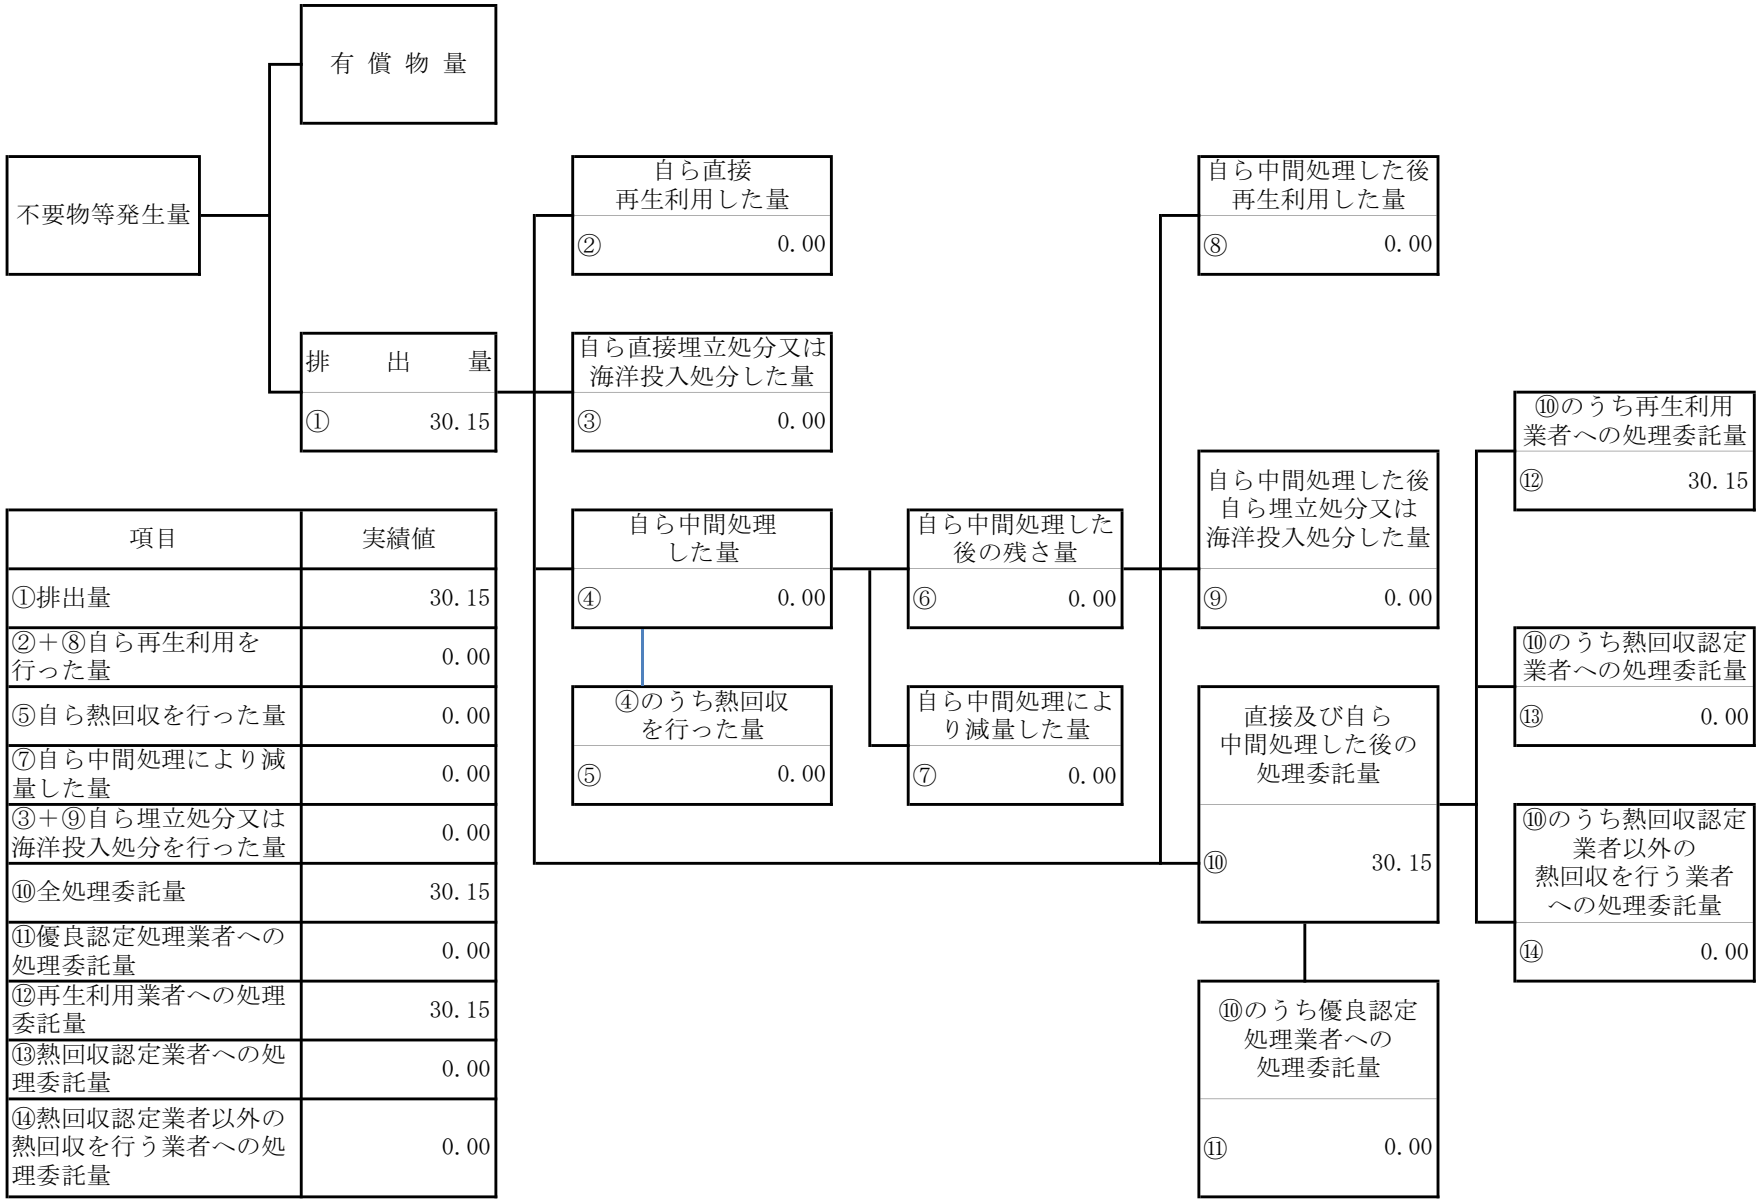 有償物量
不要物等発生量
排出量
① 30.15
自ら直接
再生利用した量
② 0.00
自ら直接埋立処分又は
海洋投入処分した量
③ 0.00
自ら中間処理
した量
④ 0.00
④のうち熱回収
を行った量
⑤ 0.00
自ら中間処理した
後の残さ量
⑥ 0.00
自ら中間処理によ
り減量した量
⑦ 0.00
自ら中間処理した後
再生利用した量
⑧ 0.00
自ら中間処理した後
自ら埋立処分又は
海洋投入処分した量
⑨ 0.00
直接及び自ら
中間処理した後の
処理委託量
⑩ 30.15
⑩のうち優良認定
処理業者への
処理委託量
⑪ 0.00
⑩のうち再生利用
業者への処理委託量
⑫ 30.15
⑩のうち熱回収認定
業者への処理委託量
⑬ 0.00
⑩のうち熱回収認定
業者以外の
熱回収を行う業者
への処理委託量
⑭ 0.00
項目 実績値
①排出量 30.15
②＋⑧自ら再生利用を
行った量 0.00
⑤自ら熱回収を行った量 0.00
⑦自ら中間処理により減
量した量 0.00
③＋⑨自ら埋立処分又は
海洋投入処分を行った量 0.00
⑩全処理委託量 30.15
⑪優良認定処理業者への
処理委託量 0.00
⑫再生利用業者への処理
委託量 30.15
⑬熱回収認定業者への処
理委託量 0.00
⑭熱回収認定業者以外の
熱回収を行う業者への処
理委託量 0.00